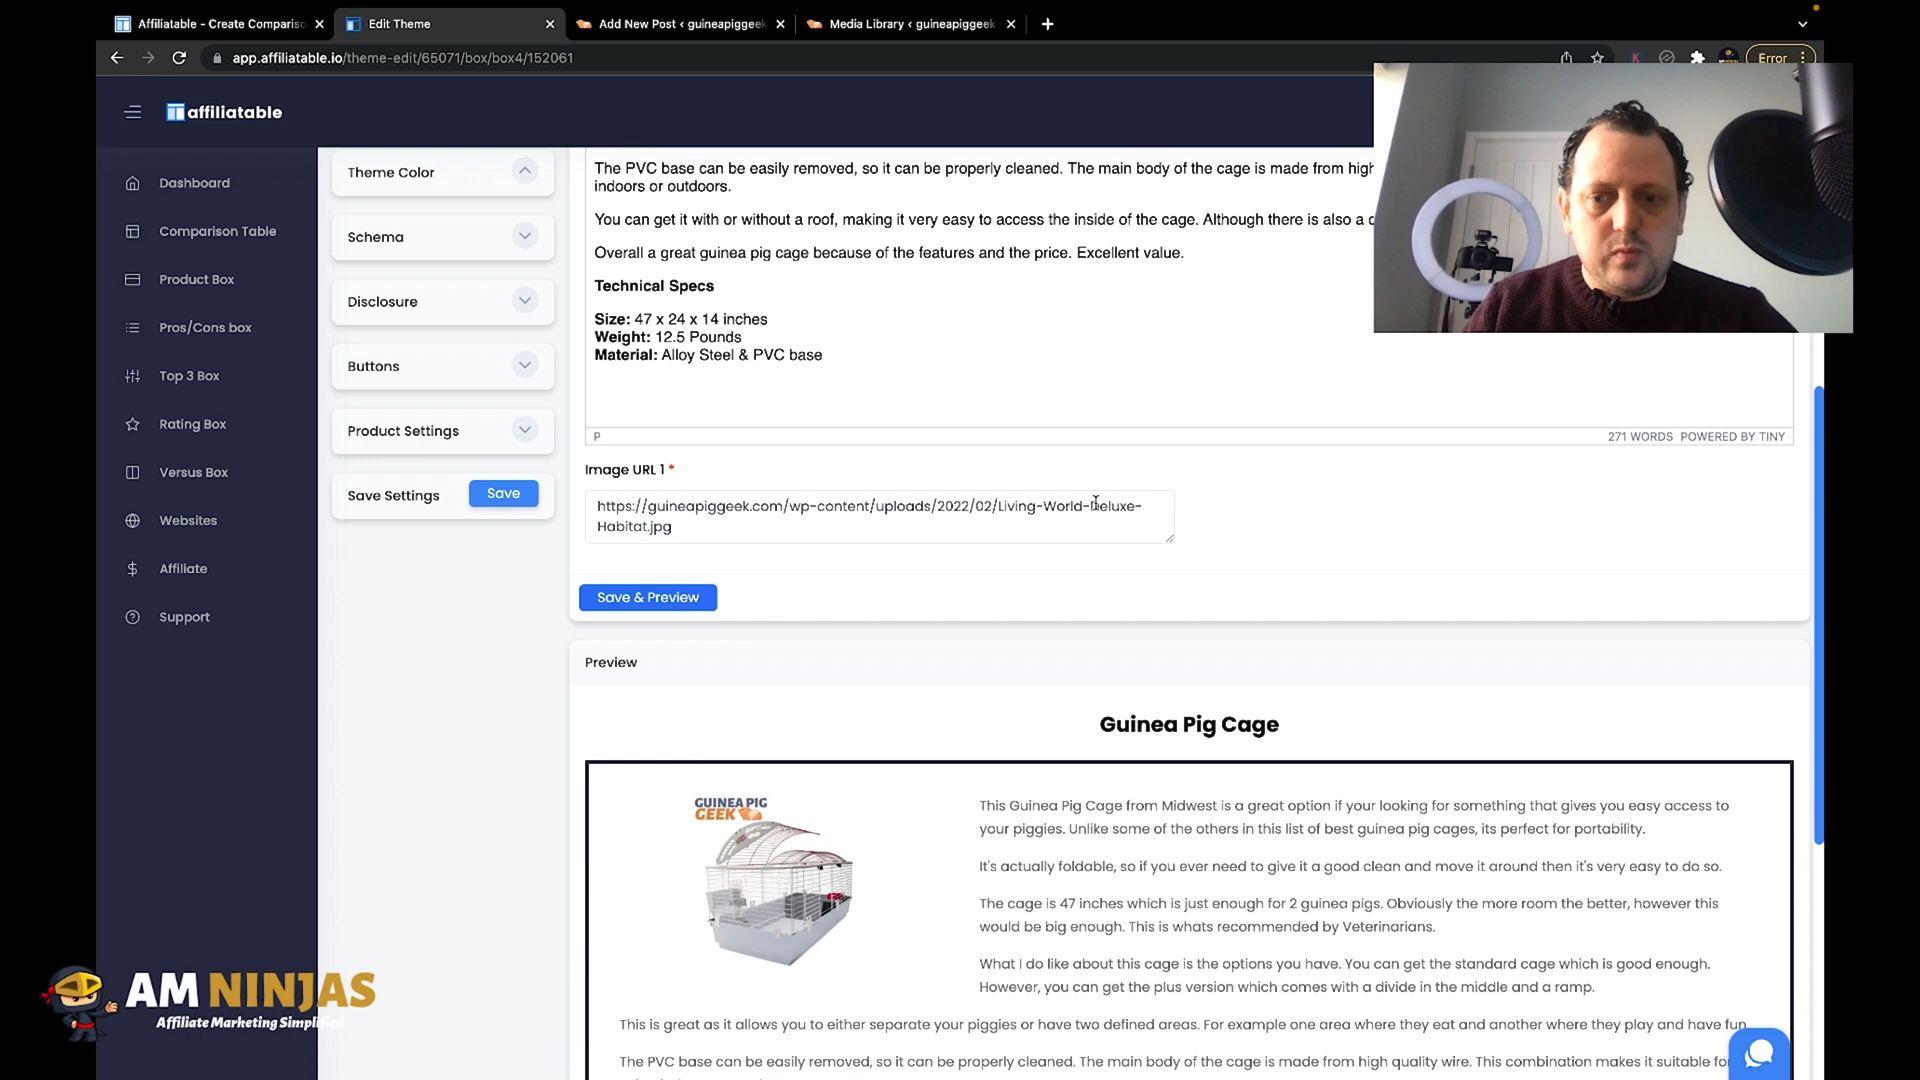 Affiliatable - Create Compariso
Edit Theme
Add New Post ‹ guineapiggeek
Media Library ‹ guineapiggeek
app.affiliatable.io/theme-edit/65071/box/box4/152061
K
Error
affiliatable
Dashboard
Comparison Table
Product Box
Pros/Cons box
Top 3 Box
Rating Box
Versus Box
Websites
Affiliate
Support
Theme Color
Schema
Disclosure
Buttons
Product Settings
Save Settings
Save
The PVC base can be easily removed, so it can be properly cleaned. The main body of the cage is made from high
indoors or outdoors.
You can get it with or without a roof, making it very easy to access the inside of the cage. Although there is also a
Overall a great guinea pig cage because of the features and the price. Excellent value.
Technical Specs
Size: 47 x 24 x 14 inches
Weight: 12.5 Pounds
Material: Alloy Steel & PVC base
P
271 WORDS POWERED BY TINY
Image URL 1 *
https://guineapiggeek.com/wp-content/uploads/2022/02/Living-World-Deluxe-
Habitat.jpg
Save & Preview
Preview
Guinea Pig Cage
GUINEA PIG
GEEK
This Guinea Pig Cage from Midwest is a great option if your looking for something that gives you easy access to
your piggies. Unlike some of the others in this list of best guinea pig cages, its perfect for portability.
It's actually foldable, so if you ever need to give it a good clean and move it around then it's very easy to do so.
The cage is 47 inches which is just enough for 2 guinea pigs. Obviously the more room the better, however this
would be big enough. This is whats recommended by Veterinarians.
What I do like about this cage is the options you have. You can get the standard cage which is good enough.
However, you can get the plus version which comes with a divide in the middle and a ramp.
This is great as it allows you to either separate your piggies or have two defined areas. For example one area where they eat and another where they play and have fun
The PVC base can be easily removed, so it can be properly cleaned. The main body of the cage is made from high quality wire. This combination makes it suitable for
AM NINJAS
Affiliate Marketing Simplified